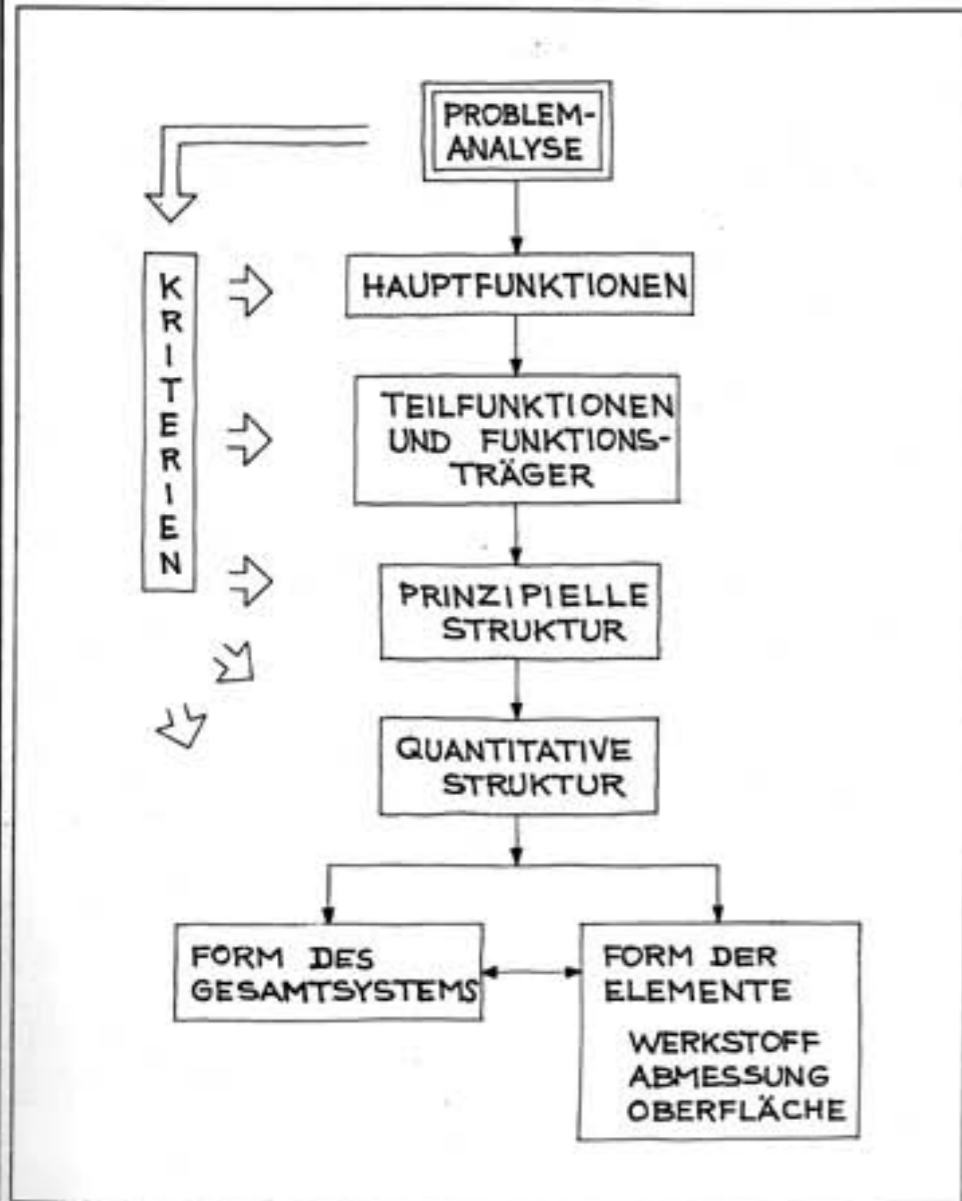 PROBLEM-
ANALYSE
KRITERIEN
HAUPTFUNKTIONEN
TEILFUNKTIONEN
UND FUNKTIONS-
TRÄGER
PRINZIPIELLE
STRUKTUR
QUANTITATIVE
STRUKTUR
FORM DES
GESAMTSYSTEMS
FORM DER
ELEMENTE
WERKSTOFF
ABMESSUNG
OBERFLÄCHE